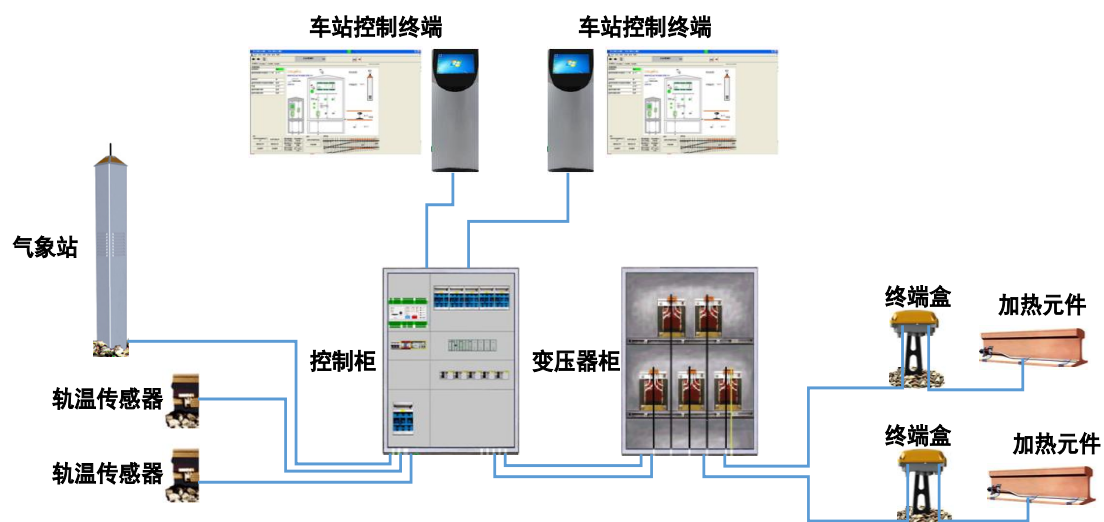 车站控制终端
车站控制终端
气象站
控制柜
变压器柜
终端盒
加热元件
轨温传感器
终端盒
加热元件
轨温传感器